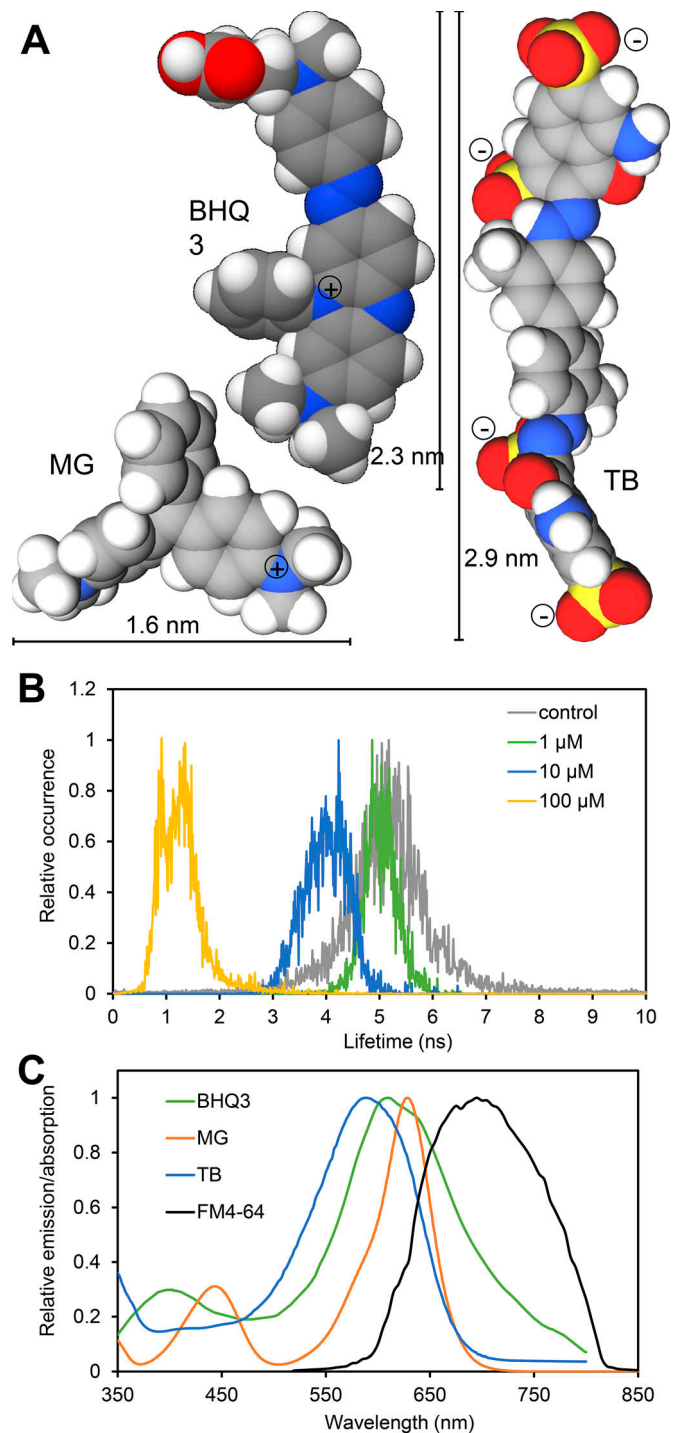 A
BHQ
3
+
2.3 nm
MG
+
1.6 nm
-
-
-
TB
2.9 nm
-
B
1.2
1
0.8
0.6
0.4
0.2
0
Relative occurrence
control
1 µM
10 µM
100 µM
0 1 2 3 4 5 6 7 8 9 10
Lifetime (ns)
C
1
0.8
0.6
0.4
0.2
0
Relative emission/absorption
BHQ3
MG
TB
FM4-64
350 450 550 650 750 850
Wavelength (nm)